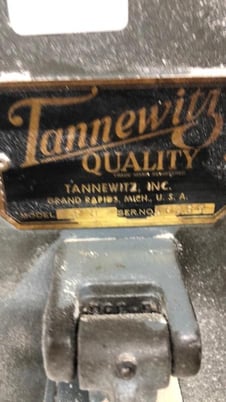 Tannewitz
QUALITY
TANNEWITZ, INC.
GRAND RAPIDS, MICH., U. S. A.
MODEL SER. NO.